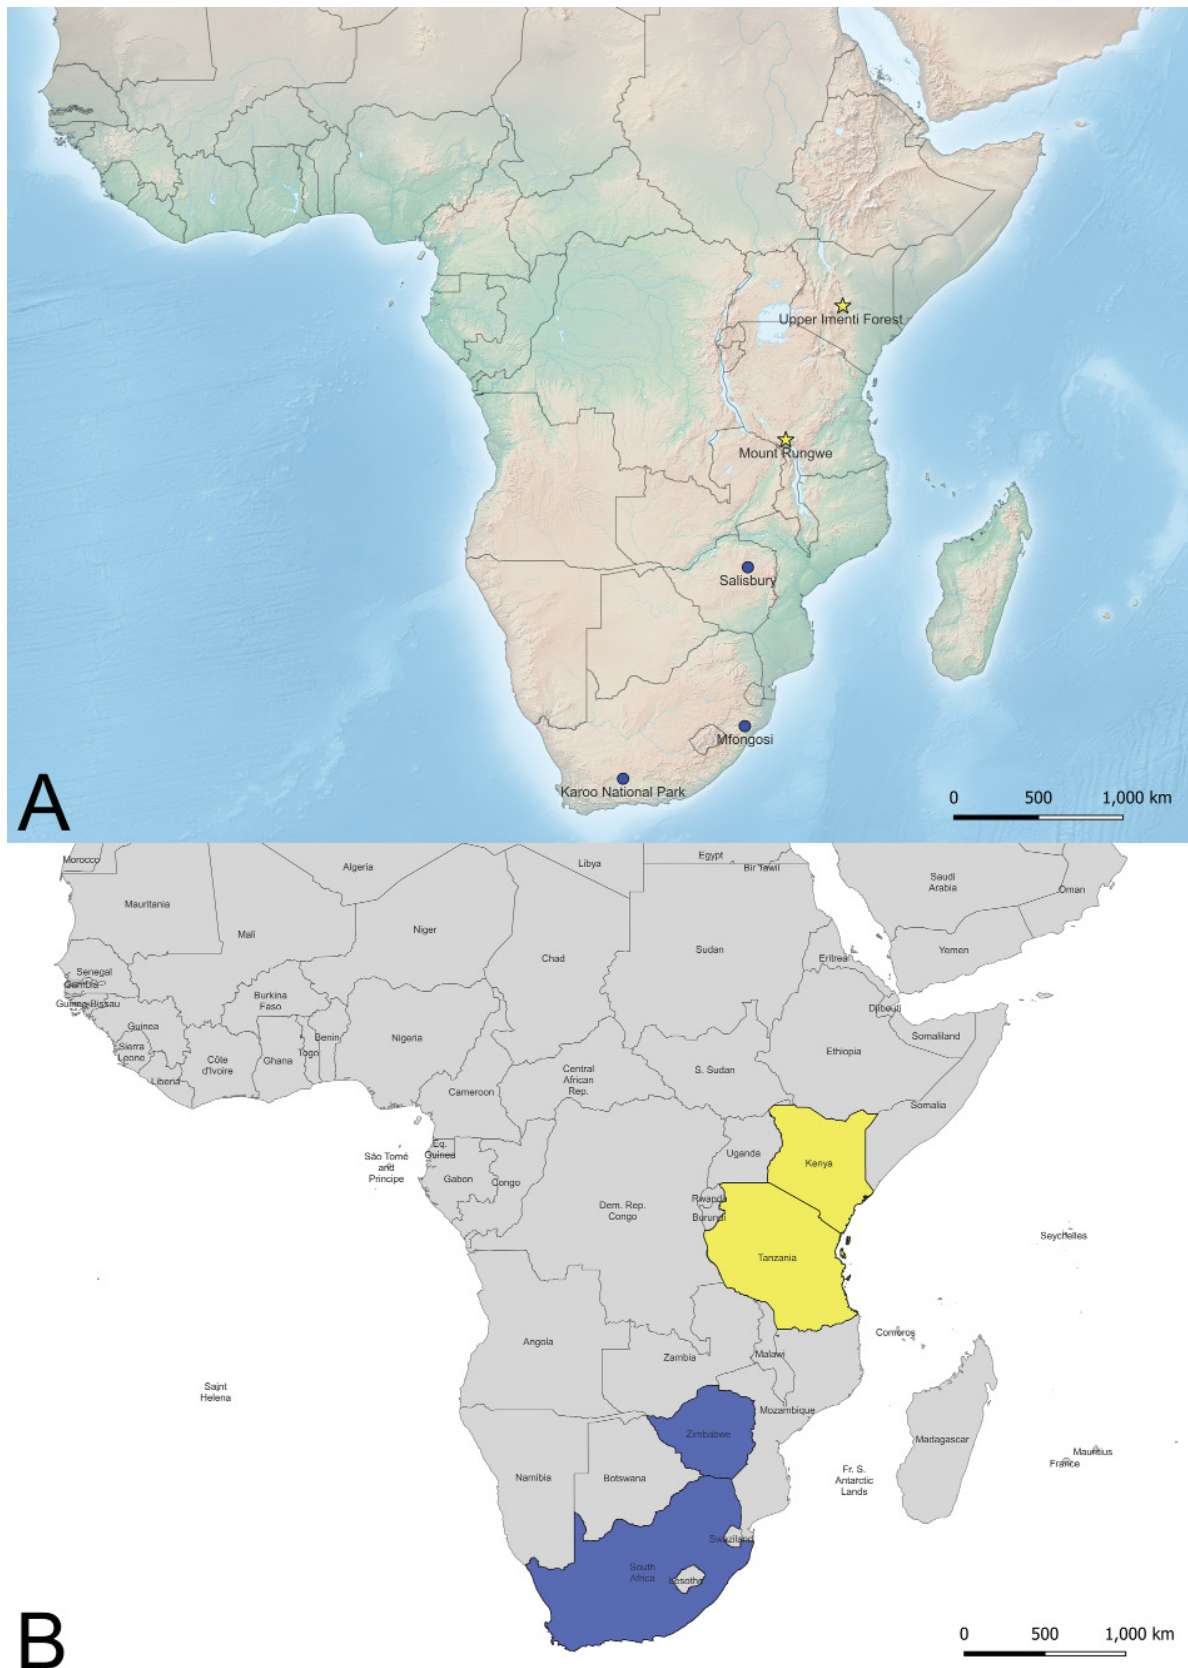 Upper Imenti Forest
Mount Rungwe
Salisbury
Mfongosi
Karoo National Park
A
0 500 1,000 km
Morocco
Algeria
Libya
Egypt
Bir Tawil
Saudi
Arabia
Oman
Mauritania
Mali
Niger
Chad
Sudan
Eritrea
Yemen
Senegal
Gambia
Guinea-Bissau
Burkina
Faso
Djibouti
Guinea
Sierra
Leone
Liberia
Côte
d'Ivoire
Ghana
Togo
Benin
Nigeria
Cameroon
Central
African
Rep.
S. Sudan
Ethiopia
Somaliland
Somalia
São Tomé
and
Principe
Eq.
Guinea
Gabon
Congo
Uganda
Kenya
Rwanda
Burundi
Dem. Rep.
Congo
Tanzania
Seychelles
Angola
Zambia
Malawi
Comoros
Saint
Helena
Mozambique
Zimbabwe
Madagascar
Mauritius
France
Namibia
Botswana
Fr. S.
Antarctic
Lands
Swaziland
South
Africa
Lesotho
B
0 500 1,000 km